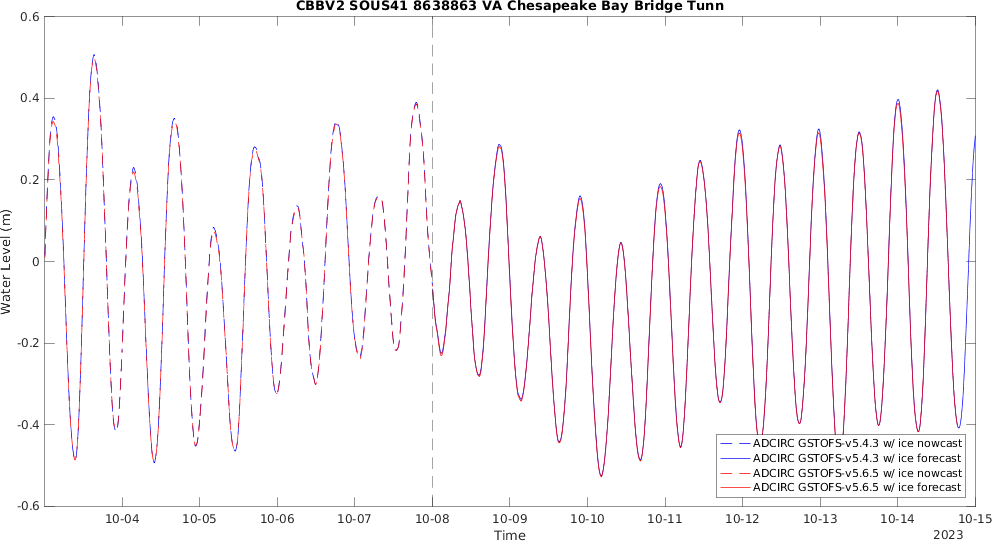 CBBV2 SOUS41 8638863 VA Chesapeake Bay Bridge Tunn
0.6
0.4
0.2
0
-0.2
-0.4
-0.6
Water Level (m)
10-04 10-05 10-06 10-07 10-08 10-09 10-10 10-11 10-12 10-13 10-14 10-15
Time
2023
ADCIRC GSTOFS-v5.4.3 w/ ice nowcast
ADCIRC GSTOFS-v5.4.3 w/ ice forecast
ADCIRC GSTOFS-v5.6.5 w/ ice nowcast
ADCIRC GSTOFS-v5.6.5 w/ ice forecast